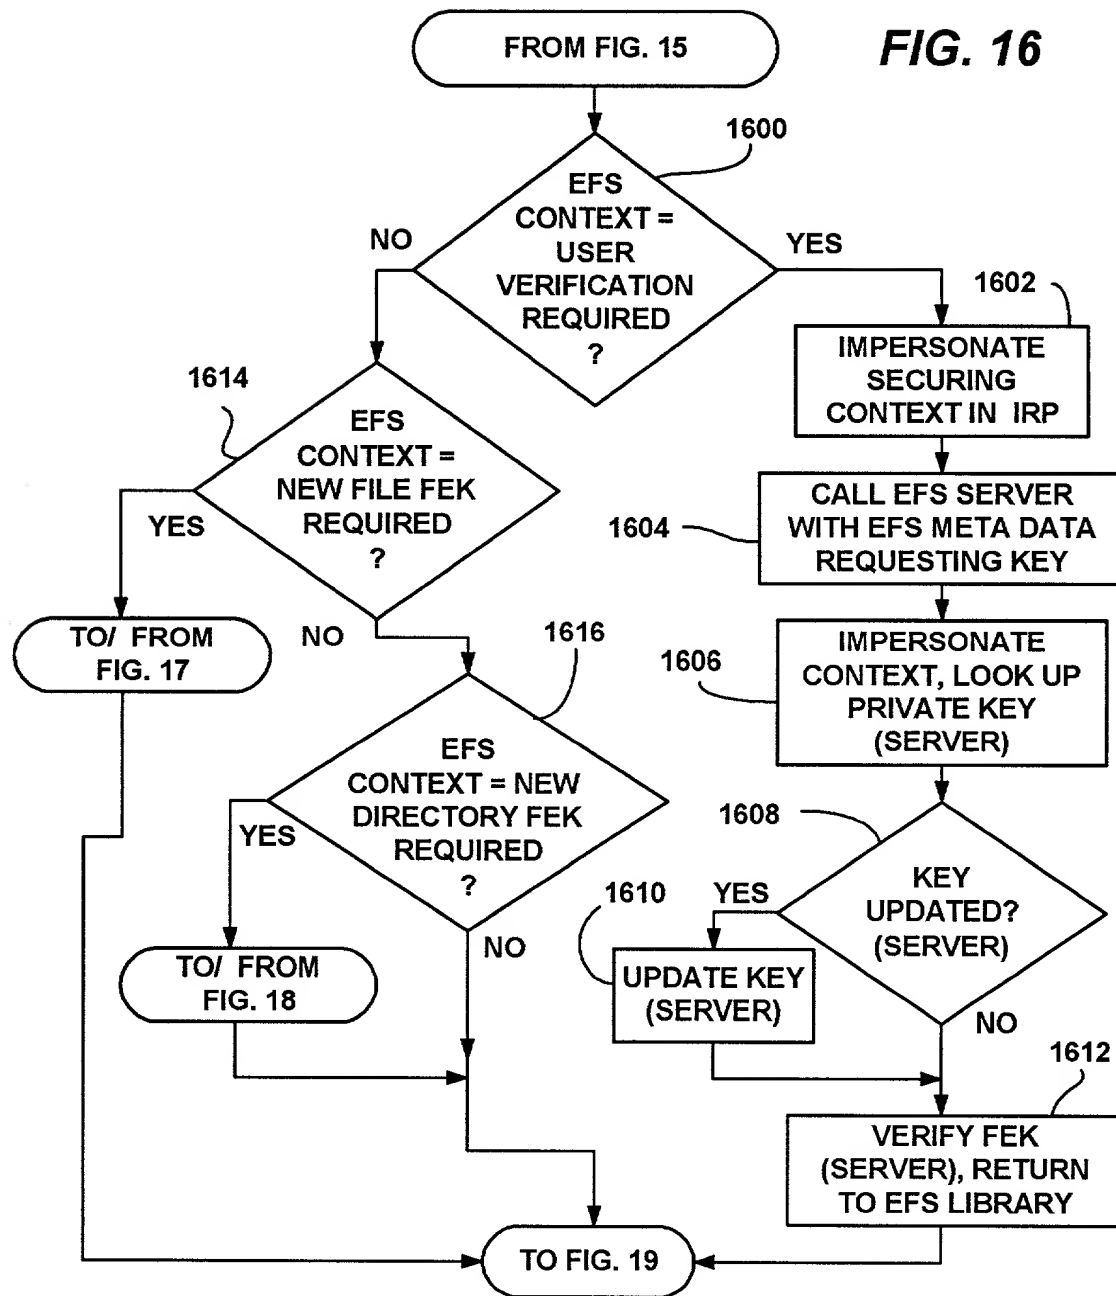 FROM FIG. 15
FIG. 16
1600
EFS
CONTEXT =
USER
VERIFICATION
REQUIRED
?
NO
YES
1602
IMPERSONATE
SECURING
CONTEXT IN IRP
1614
EFS
CONTEXT =
NEW FILE FEK
REQUIRED
?
YES
NO
1604
CALL EFS SERVER
WITH EFS META DATA
REQUESTING KEY
TO/ FROM
FIG. 17
1616
1606
IMPERSONATE
CONTEXT, LOOK UP
PRIVATE KEY
(SERVER)
EFS
CONTEXT = NEW
DIRECTORY FEK
REQUIRED
?
YES
NO
1608
KEY
UPDATED?
(SERVER)
YES
NO
1610
UPDATE KEY
(SERVER)
TO/ FROM
FIG. 18
1612
VERIFY FEK
(SERVER), RETURN
TO EFS LIBRARY
TO FIG. 19